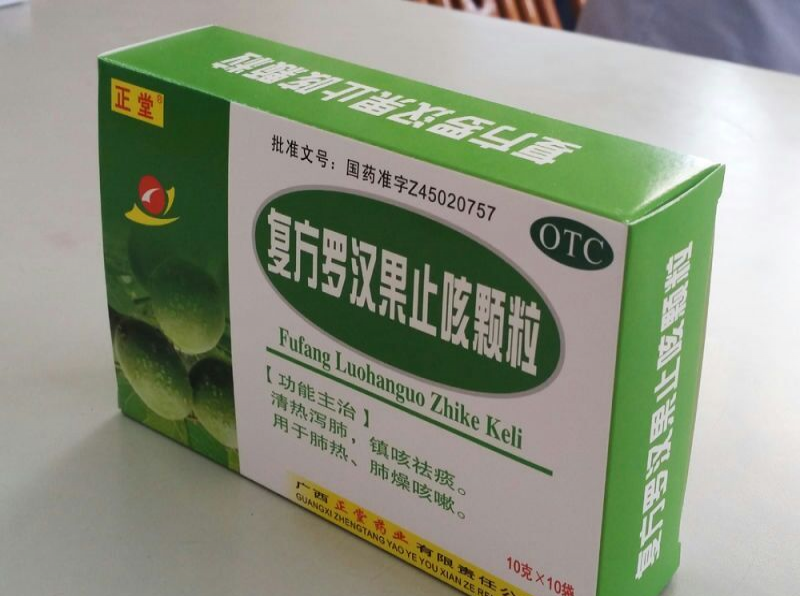 复方罗汉果止咳颗粒
正堂®
批准文号：国药准字Z45020757
OTC
复方罗汉果止咳颗粒
Fufang Luohanguo Zhike Keli
【功能主治】
清热泻肺，镇咳祛痰。
用于肺热、肺燥咳嗽。
广西正堂药业有限责任公
GUANGXI ZHENGTANG YAO YE YOU XIAN ZE REN
10克×10袋
复方罗汉果止咳颗粒